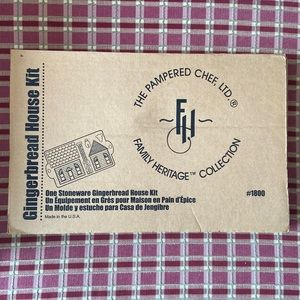 Gingerbread House Kit
THE PAMPERED CHEF, LTD.®
FH
FAMILY HERITAGE™ COLLECTION
One Stoneware Gingerbread House Kit
Un Équipement en Grés pour Maison en Pain d'Épice
Un Molde y estuche para Casa de Jengibre
Made in the U.S.A.
#1800